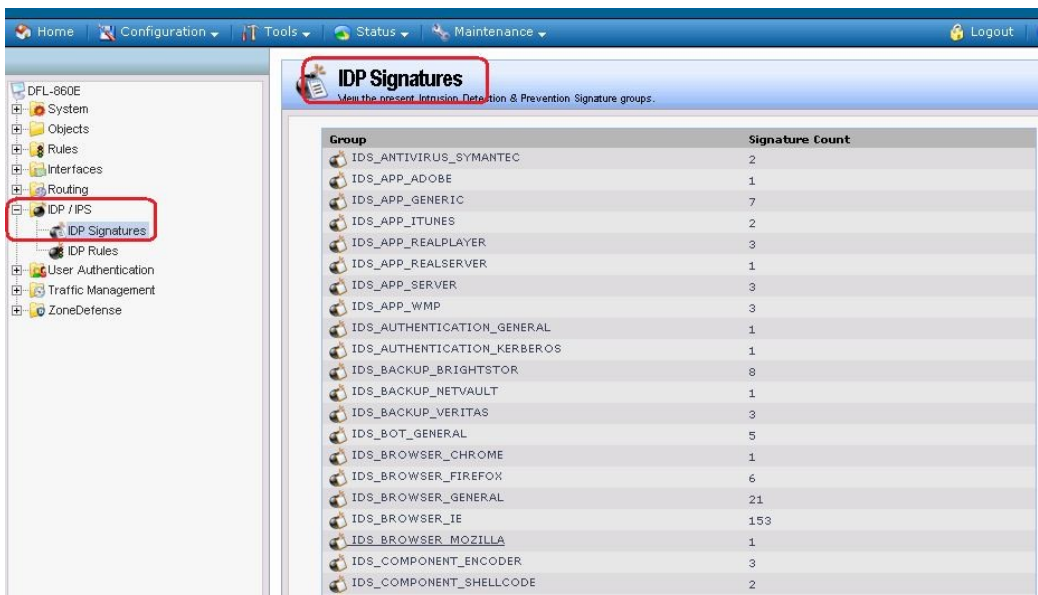 Home Configuration Tools Status Maintenance Logout
DFL-860E
System
Objects
Rules
Interfaces
Routing
IDP / IPS
IDP Signatures
IDP Rules
User Authentication
Traffic Management
ZoneDefense
IDP Signatures
View the present Intrusion Detection & Prevention Signature groups.
Group Signature Count
IDS_ANTIVIRUS_SYMANTEC 2
IDS_APP_ADOBE 1
IDS_APP_GENERIC 7
IDS_APP_ITUNES 2
IDS_APP_REALPLAYER 3
IDS_APP_REALSERVER 1
IDS_APP_SERVER 3
IDS_APP_WMP 3
IDS_AUTHENTICATION_GENERAL 1
IDS_AUTHENTICATION_KERBEROS 1
IDS_BACKUP_BRIGHTSTOR 8
IDS_BACKUP_NETVAULT 1
IDS_BACKUP_VERITAS 3
IDS_BOT_GENERAL 5
IDS_BROWSER_CHROME 1
IDS_BROWSER_FIREFOX 6
IDS_BROWSER_GENERAL 21
IDS_BROWSER_IE 153
IDS_BROWSER_MOZILLA 1
IDS_COMPONENT_ENCODER 3
IDS_COMPONENT_SHELLCODE 2